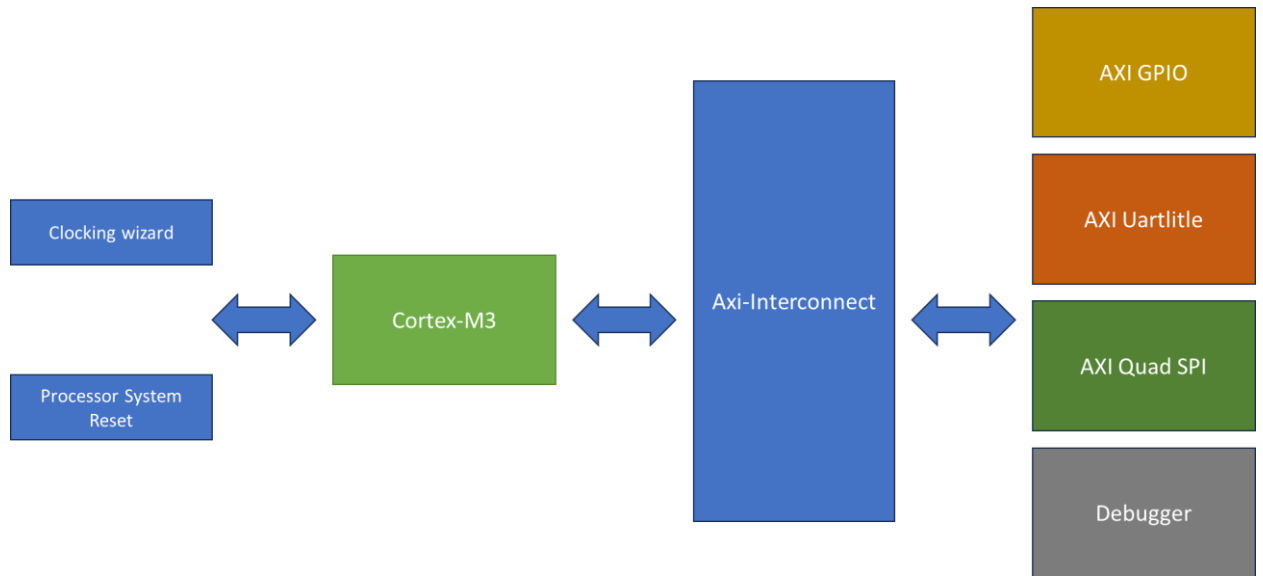 Clocking wizard
Processor System
Reset
Cortex-M3
Axi-Interconnect
AXI GPIO
AXI Uartlitle
AXI Quad SPI
Debugger